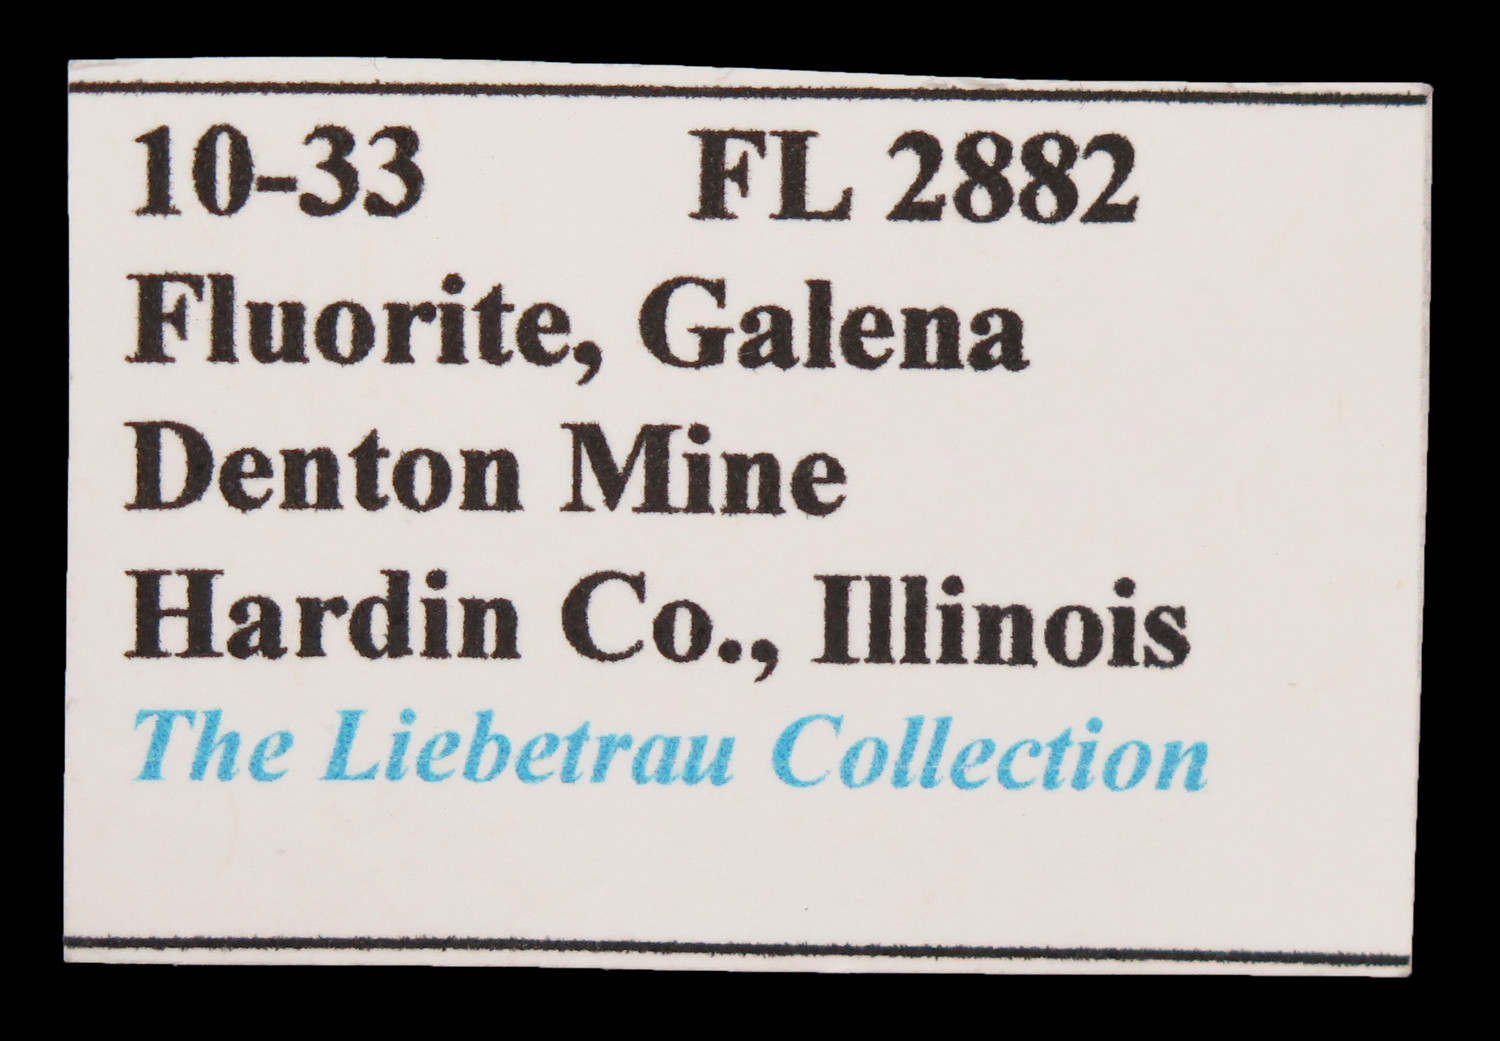 10-33 FL 2882
Fluorite, Galena
Denton Mine
Hardin Co., Illinois
The Liebetrau Collection